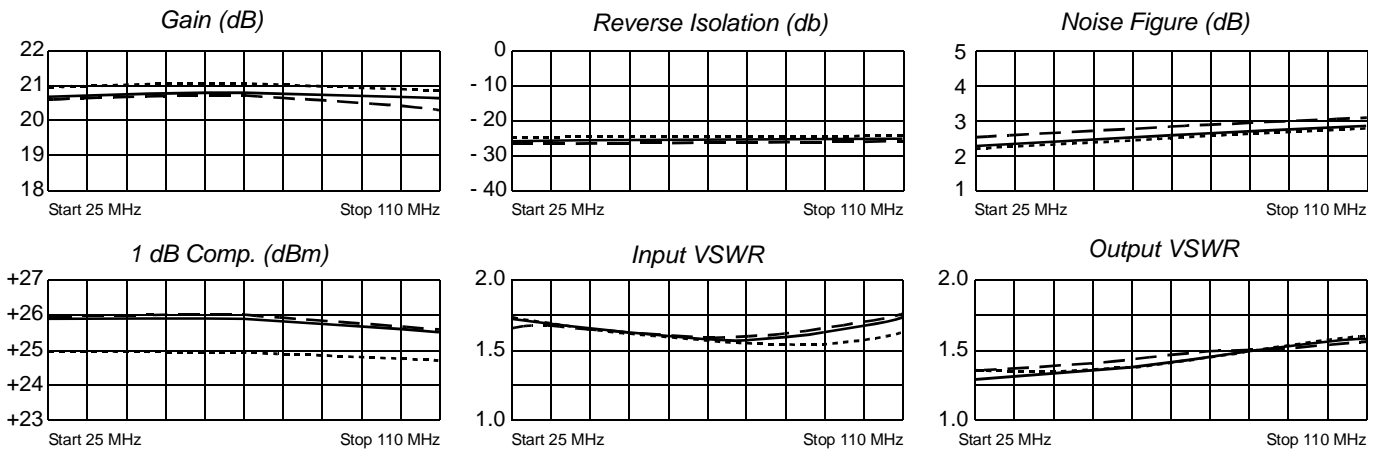 Gain (dB)
22
21
20
19
18
Start 25 MHz
Stop 110 MHz
Reverse Isolation (db)
0
- 10
- 20
- 30
- 40
Start 25 MHz
Stop 110 MHz
Noise Figure (dB)
5
4
3
2
1
Start 25 MHz
Stop 110 MHz
1 dB Comp. (dBm)
+27
+26
+25
+24
+23
Start 25 MHz
Stop 110 MHz
Input VSWR
2.0
1.5
1.0
Start 25 MHz
Stop 110 MHz
Output VSWR
2.0
1.5
1.0
Start 25 MHz
Stop 110 MHz